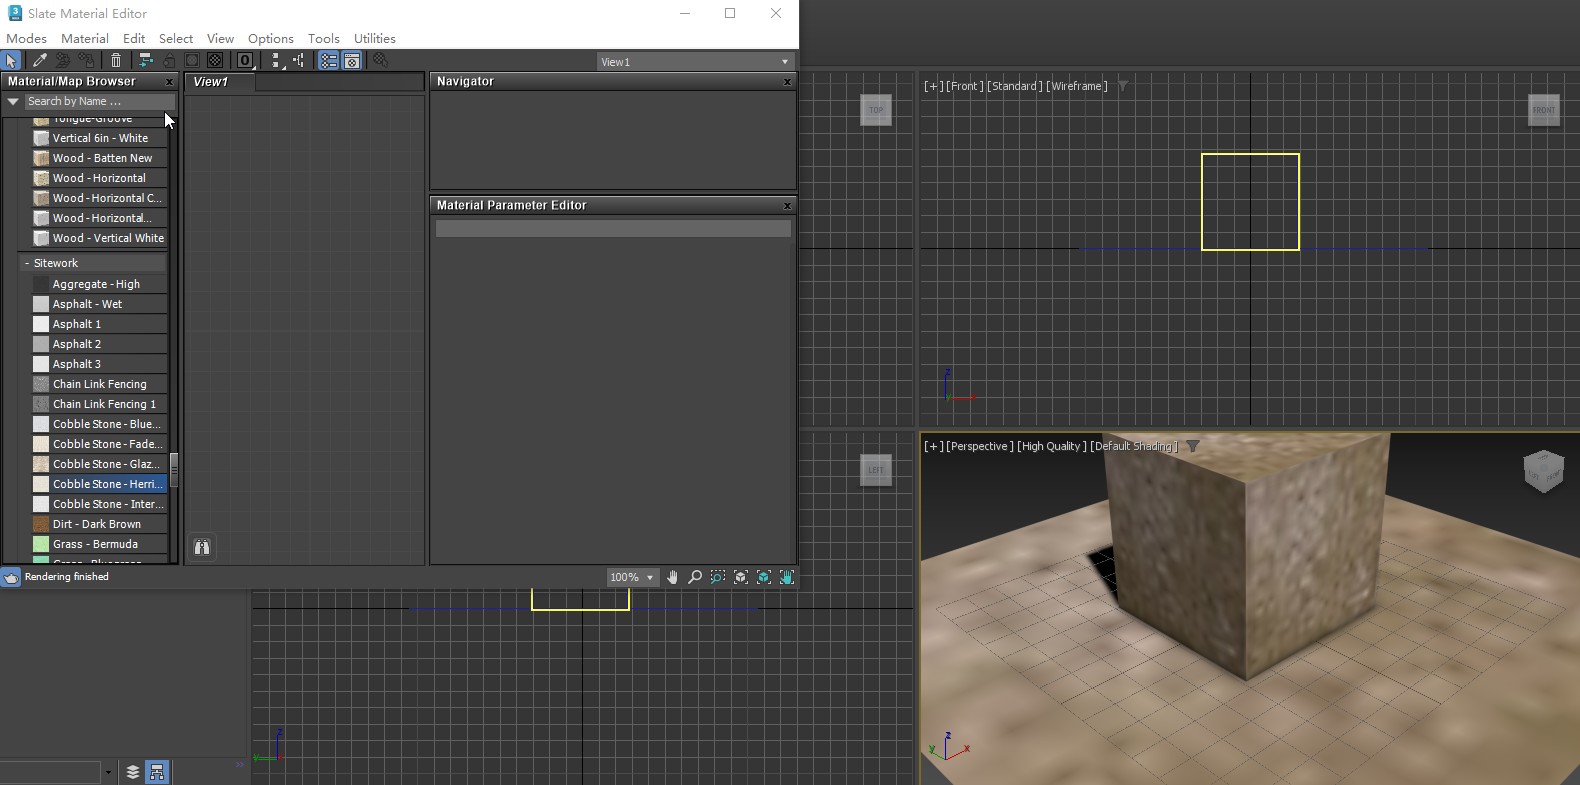 Slate Material Editor
Modes Material Edit Select View Options Tools Utilities
View1
Material/Map Browser
View1
Navigator
Search by Name ...
Tongue-Groove
Vertical 6in - White
Wood - Batten New
Wood - Horizontal
Wood - Horizontal C...
Wood - Horizontal...
Wood - Vertical White
- Sitework
Aggregate - High
Asphalt - Wet
Asphalt 1
Asphalt 2
Asphalt 3
Chain Link Fencing
Chain Link Fencing 1
Cobble Stone - Blue...
Cobble Stone - Fade...
Cobble Stone - Glaz...
Cobble Stone - Herri...
Cobble Stone - Inter...
Dirt - Dark Brown
Grass - Bermuda
Grass - Bluegrass
Material Parameter Editor
Rendering finished
100%
TOP
[+] [Front ] [Standard ] [Wireframe ]
FRONT
z
y
x
LEFT
z
y
x
[+] [Perspective ] [High Quality ] [Default Shading ]
LEFT
FRONT
z
y
x